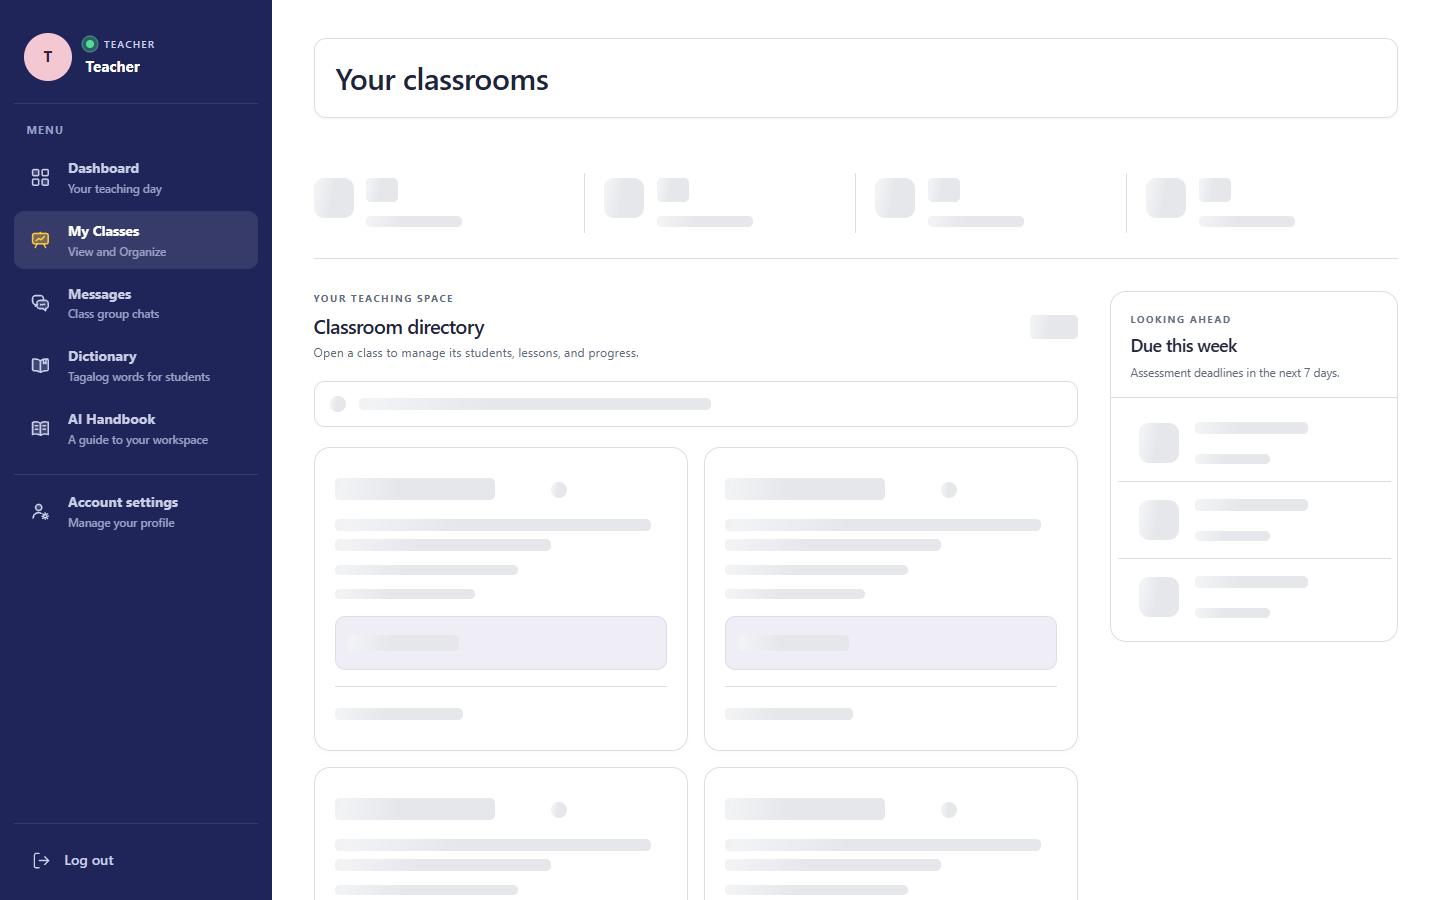 T
TEACHER
Teacher
MENU
Dashboard
Your teaching day
My Classes
View and Organize
Messages
Class group chats
Dictionary
Tagalog words for students
AI Handbook
A guide to your workspace
Account settings
Manage your profile
Log out
Your classrooms
YOUR TEACHING SPACE
Classroom directory
Open a class to manage its students, lessons, and progress.
LOOKING AHEAD
Due this week
Assessment deadlines in the next 7 days.